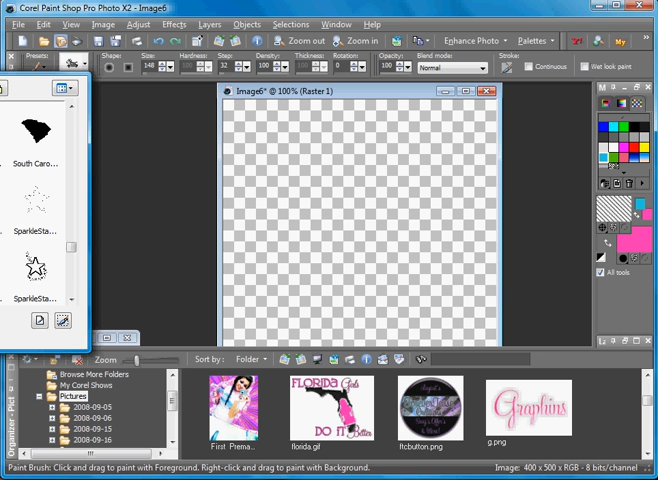 Corel Paint Shop Pro Photo X2 - Image6
File Edit View Image Adjust Effects Layers Objects Selections Window Help
Zoom out Zoom in Enhance Photo Palettes My
Presets: Size: Hardness: Step: Density: Thickness: Rotation: Opacity: Blend mode: Stroke:
148 100 32 100 100 0 100 Normal Continuous Wet look paint
Image6* @ 100% (Raster 1)
South Caro...
SparkleSta...
SparkleSta...
All tools
Zoom
Sort by: Folder
Browse More Folders
My Corel Shows
Pictures
2008-09-05
2008-09-06
2008-09-15
2008-09-16
Organizer - Pict
FLORIDA Girls
DO IT Better
Graphins
First Prema...
florida.gif
ftcbutton.png
g.png
Paint Brush: Click and drag to paint with Foreground. Right-click and drag to paint with Background.
Image: 400 x 500 x RGB - 8 bits/channel